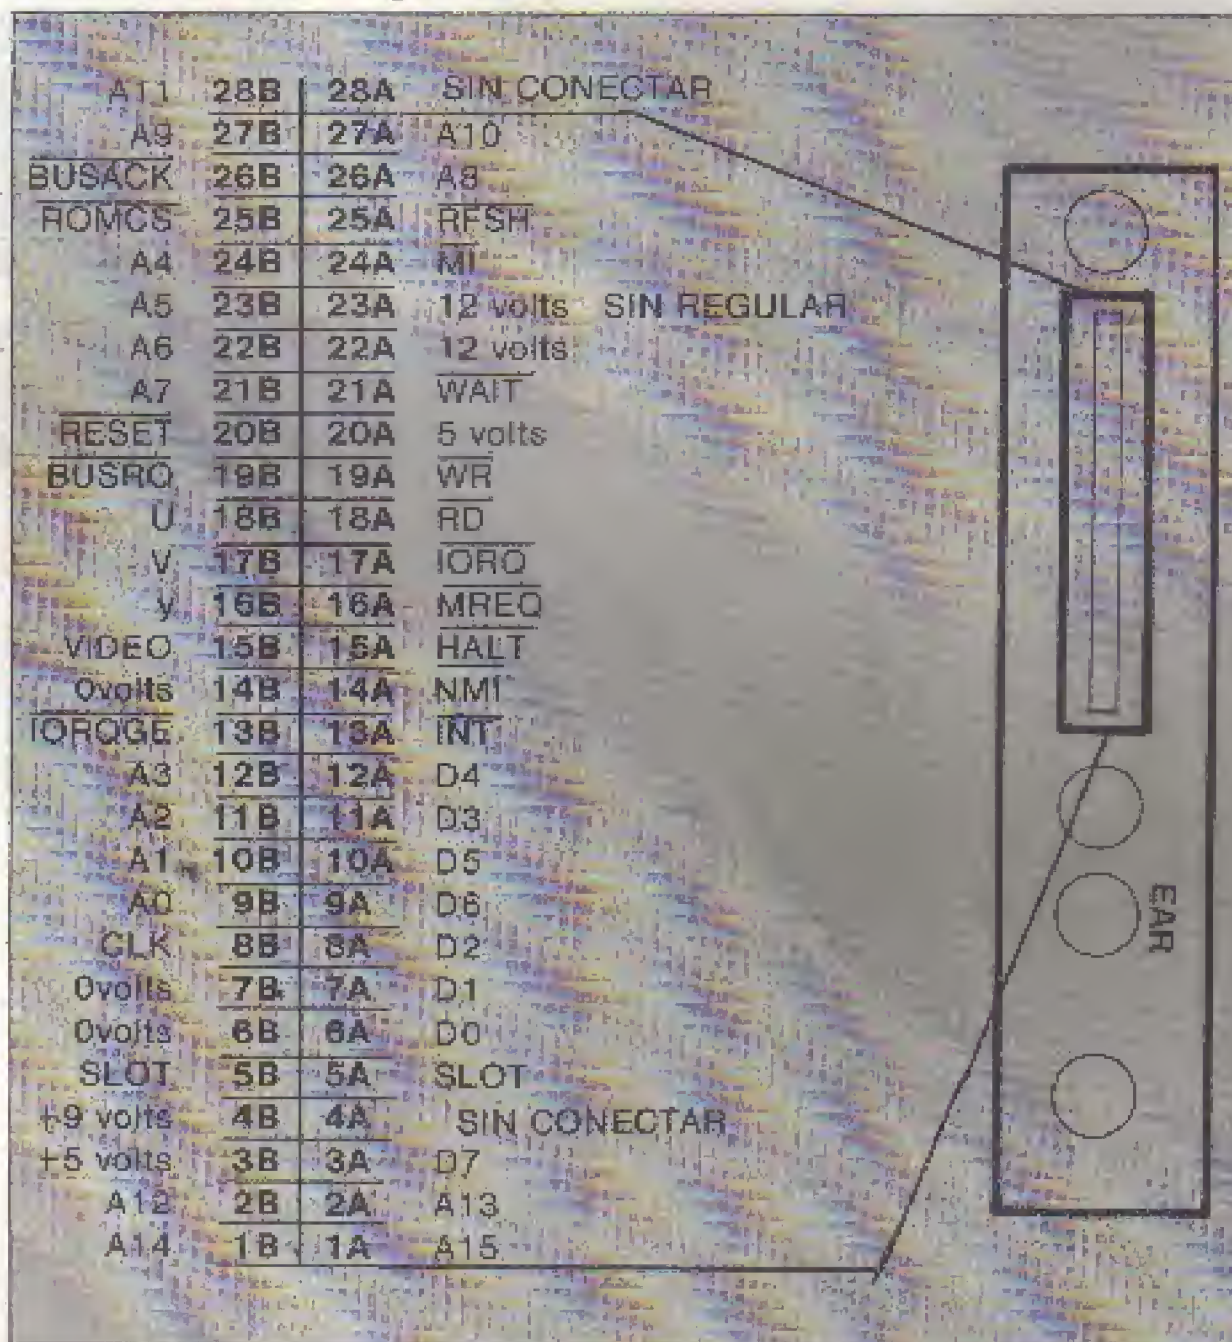 A11 28B 28A SIN CONECTAR
A9 27B 27A A10
BUSACK 26B 26A A8
ROMCS 25B 25A RFSH
A4 24B 24A MI
A5 23B 23A 12 volts SIN REGULAR
A6 22B 22A 12 volts
A7 21B 21A WAIT
RESET 20B 20A 5 volts
BUSRQ 19B 19A WR
U 18B 18A RD
V 17B 17A IORQ
y 16B 16A MREQ
VIDEO 15B 15A HALT
0volts 14B 14A NMI
IORQGE 13B 13A INT
A3 12B 12A D4
A2 11B 11A D3
A1 10B 10A D5
A0 9B 9A D6
CLK 8B 8A D2
0volts 7B 7A D1
0volts 6B 6A D0
SLOT 5B 5A SLOT
+9 volts 4B 4A SIN CONECTAR
+5 volts 3B 3A D7
A12 2B 2A A13
A14 1B 1A A15
EAR